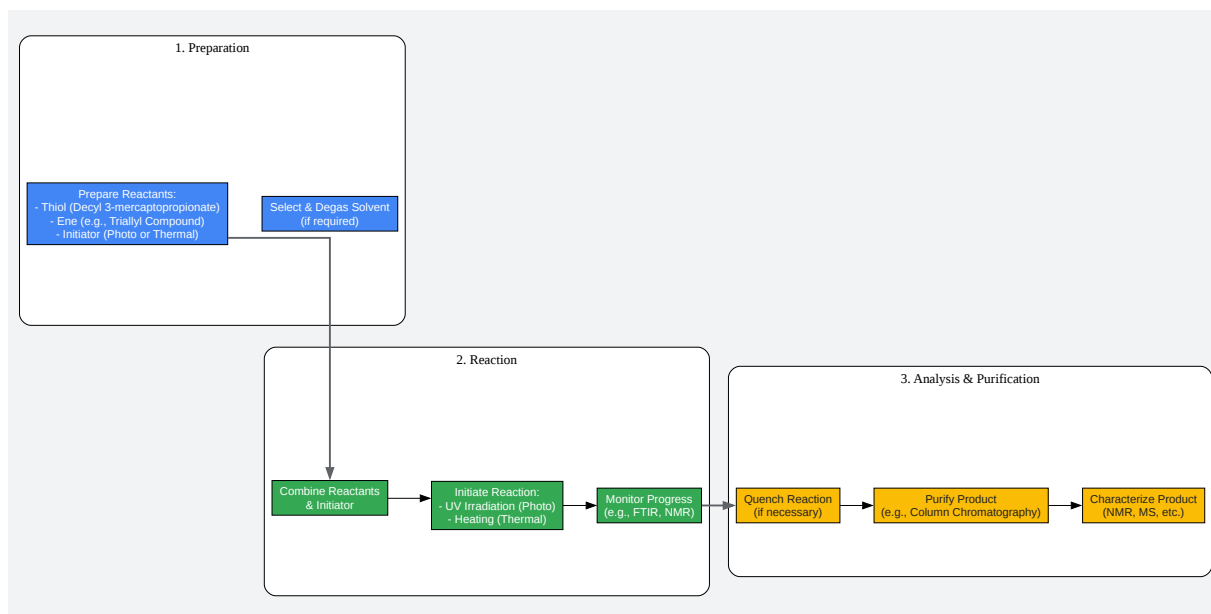 1. Preparation
Prepare Reactants:
- Thiol (Decyl 3-mercaptopropionate)
- Ene (e.g., Triallyl Compound)
- Initiator (Photo or Thermal)
Select & Degas Solvent
(if required)
2. Reaction
Combine Reactants
& Initiator
Initiate Reaction:
- UV Irradiation (Photo)
- Heating (Thermal)
Monitor Progress
(e.g., FTIR, NMR)
3. Analysis & Purification
Quench Reaction
(if necessary)
Purify Product
(e.g., Column Chromatography)
Characterize Product
(NMR, MS, etc.)